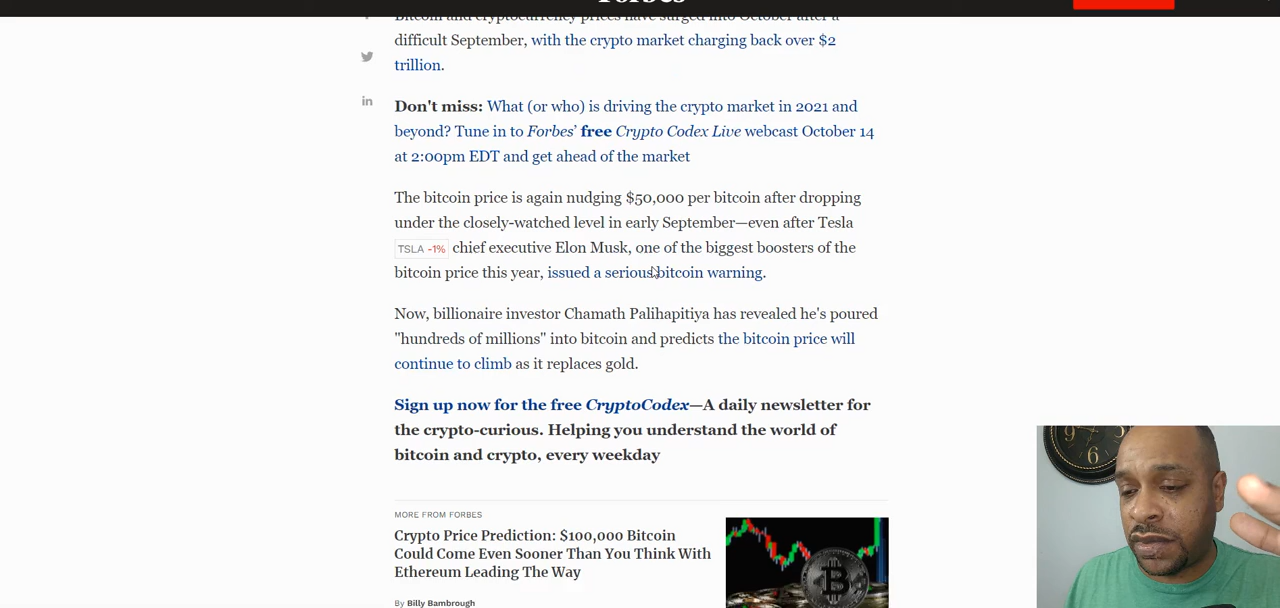 Forbes
Bitcoin and cryptocurrency prices have surged into October after a
difficult September, with the crypto market charging back over $2
trillion.
Don't miss: What (or who) is driving the crypto market in 2021 and
beyond? Tune in to Forbes' free Crypto Codex Live webcast October 14
at 2:00pm EDT and get ahead of the market
The bitcoin price is again nudging $50,000 per bitcoin after dropping
under the closely-watched level in early September—even after Tesla
TSLA -1% chief executive Elon Musk, one of the biggest boosters of the
bitcoin price this year, issued a serious bitcoin warning.
Now, billionaire investor Chamath Palihapitiya has revealed he's poured
"hundreds of millions" into bitcoin and predicts the bitcoin price will
continue to climb as it replaces gold.
Sign up now for the free CryptoCodex—A daily newsletter for
the crypto-curious. Helping you understand the world of
bitcoin and crypto, every weekday
MORE FROM FORBES
Crypto Price Prediction: $100,000 Bitcoin
Could Come Even Sooner Than You Think With
Ethereum Leading The Way
By Billy Bambrough
in
9
6